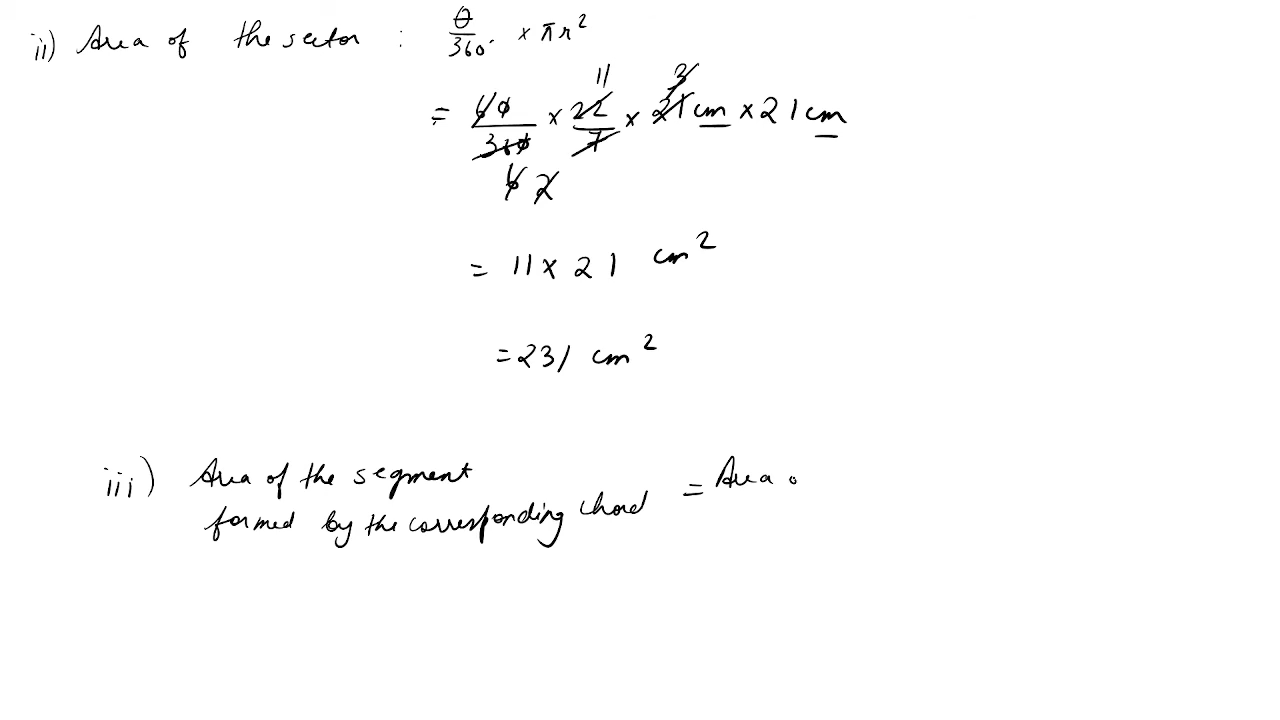 ii) Area of the sector : θ/360° × πr²
= 60/360 × 22/7 × 21 cm × 21 cm
11 3
6 2
= 11 × 21 cm²
= 231 cm²
iii) Area of the segment = Area o
formed by the corresponding chord